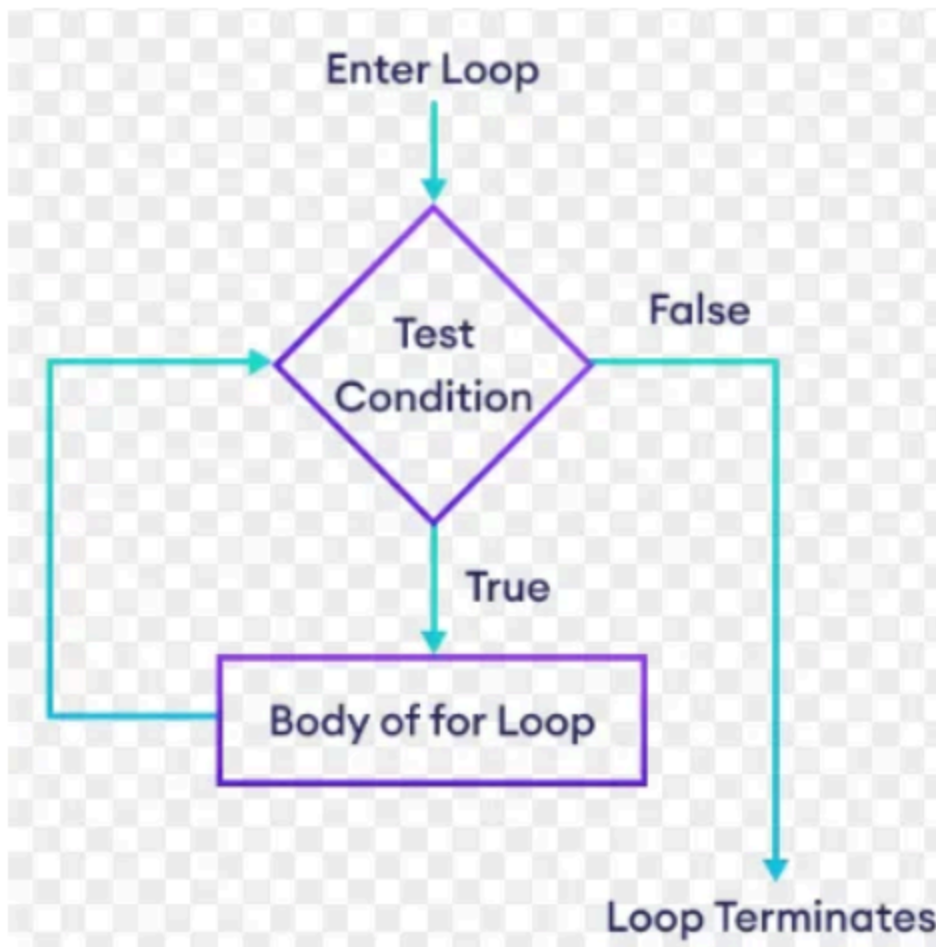 Enter Loop
False
Test
Condition
True
Body of for Loop
Loop Terminates